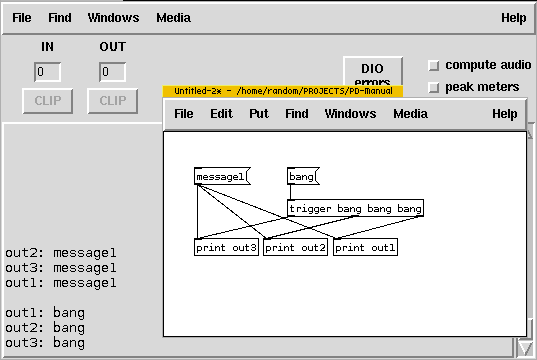 File Find Windows Media Help
IN OUT
0 0
CLIP CLIP
DIO
errors
compute audio
peak meters
Untitled-2* - /home/random/PROJECTS/PD-Manual
File Edit Put Find Windows Media Help
message1 bang
trigger bang bang bang
print out3 print out2 print out1
out2: message1
out3: message1
out1: message1
out1: bang
out2: bang
out3: bang